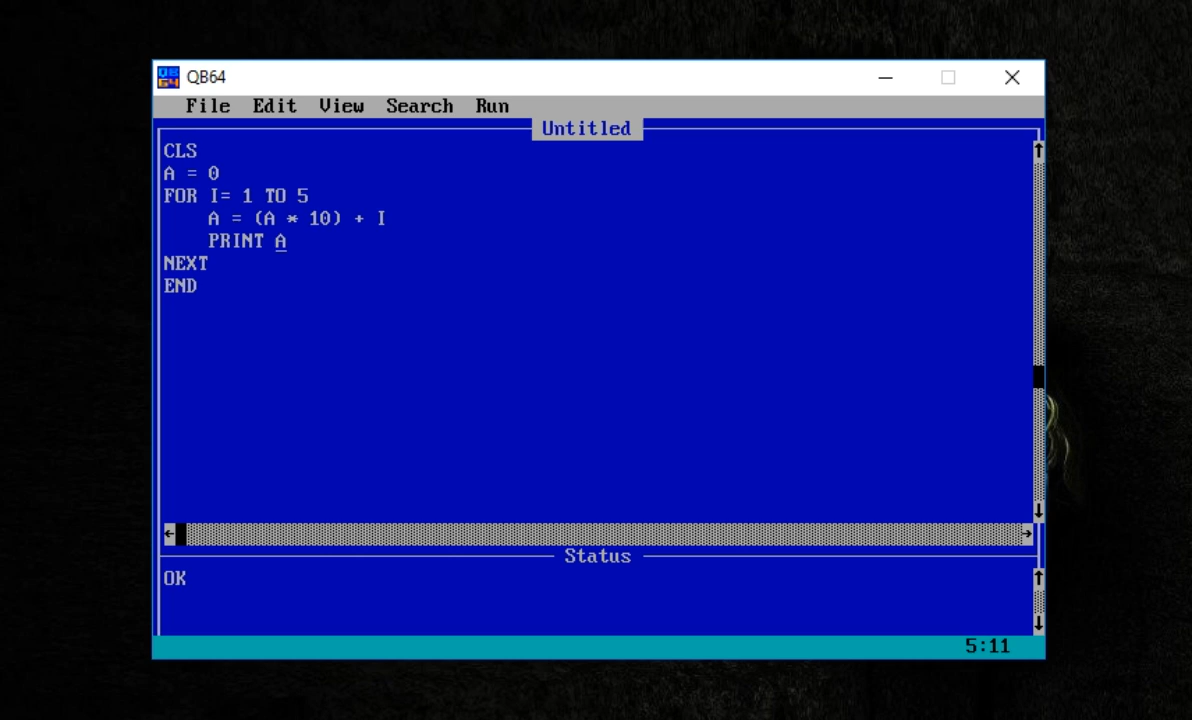 QB64
File Edit View Search Run
Untitled
CLS
A = 0
FOR I= 1 TO 5
    A = (A * 10) + I
    PRINT A
NEXT
END
Status
OK
5:11